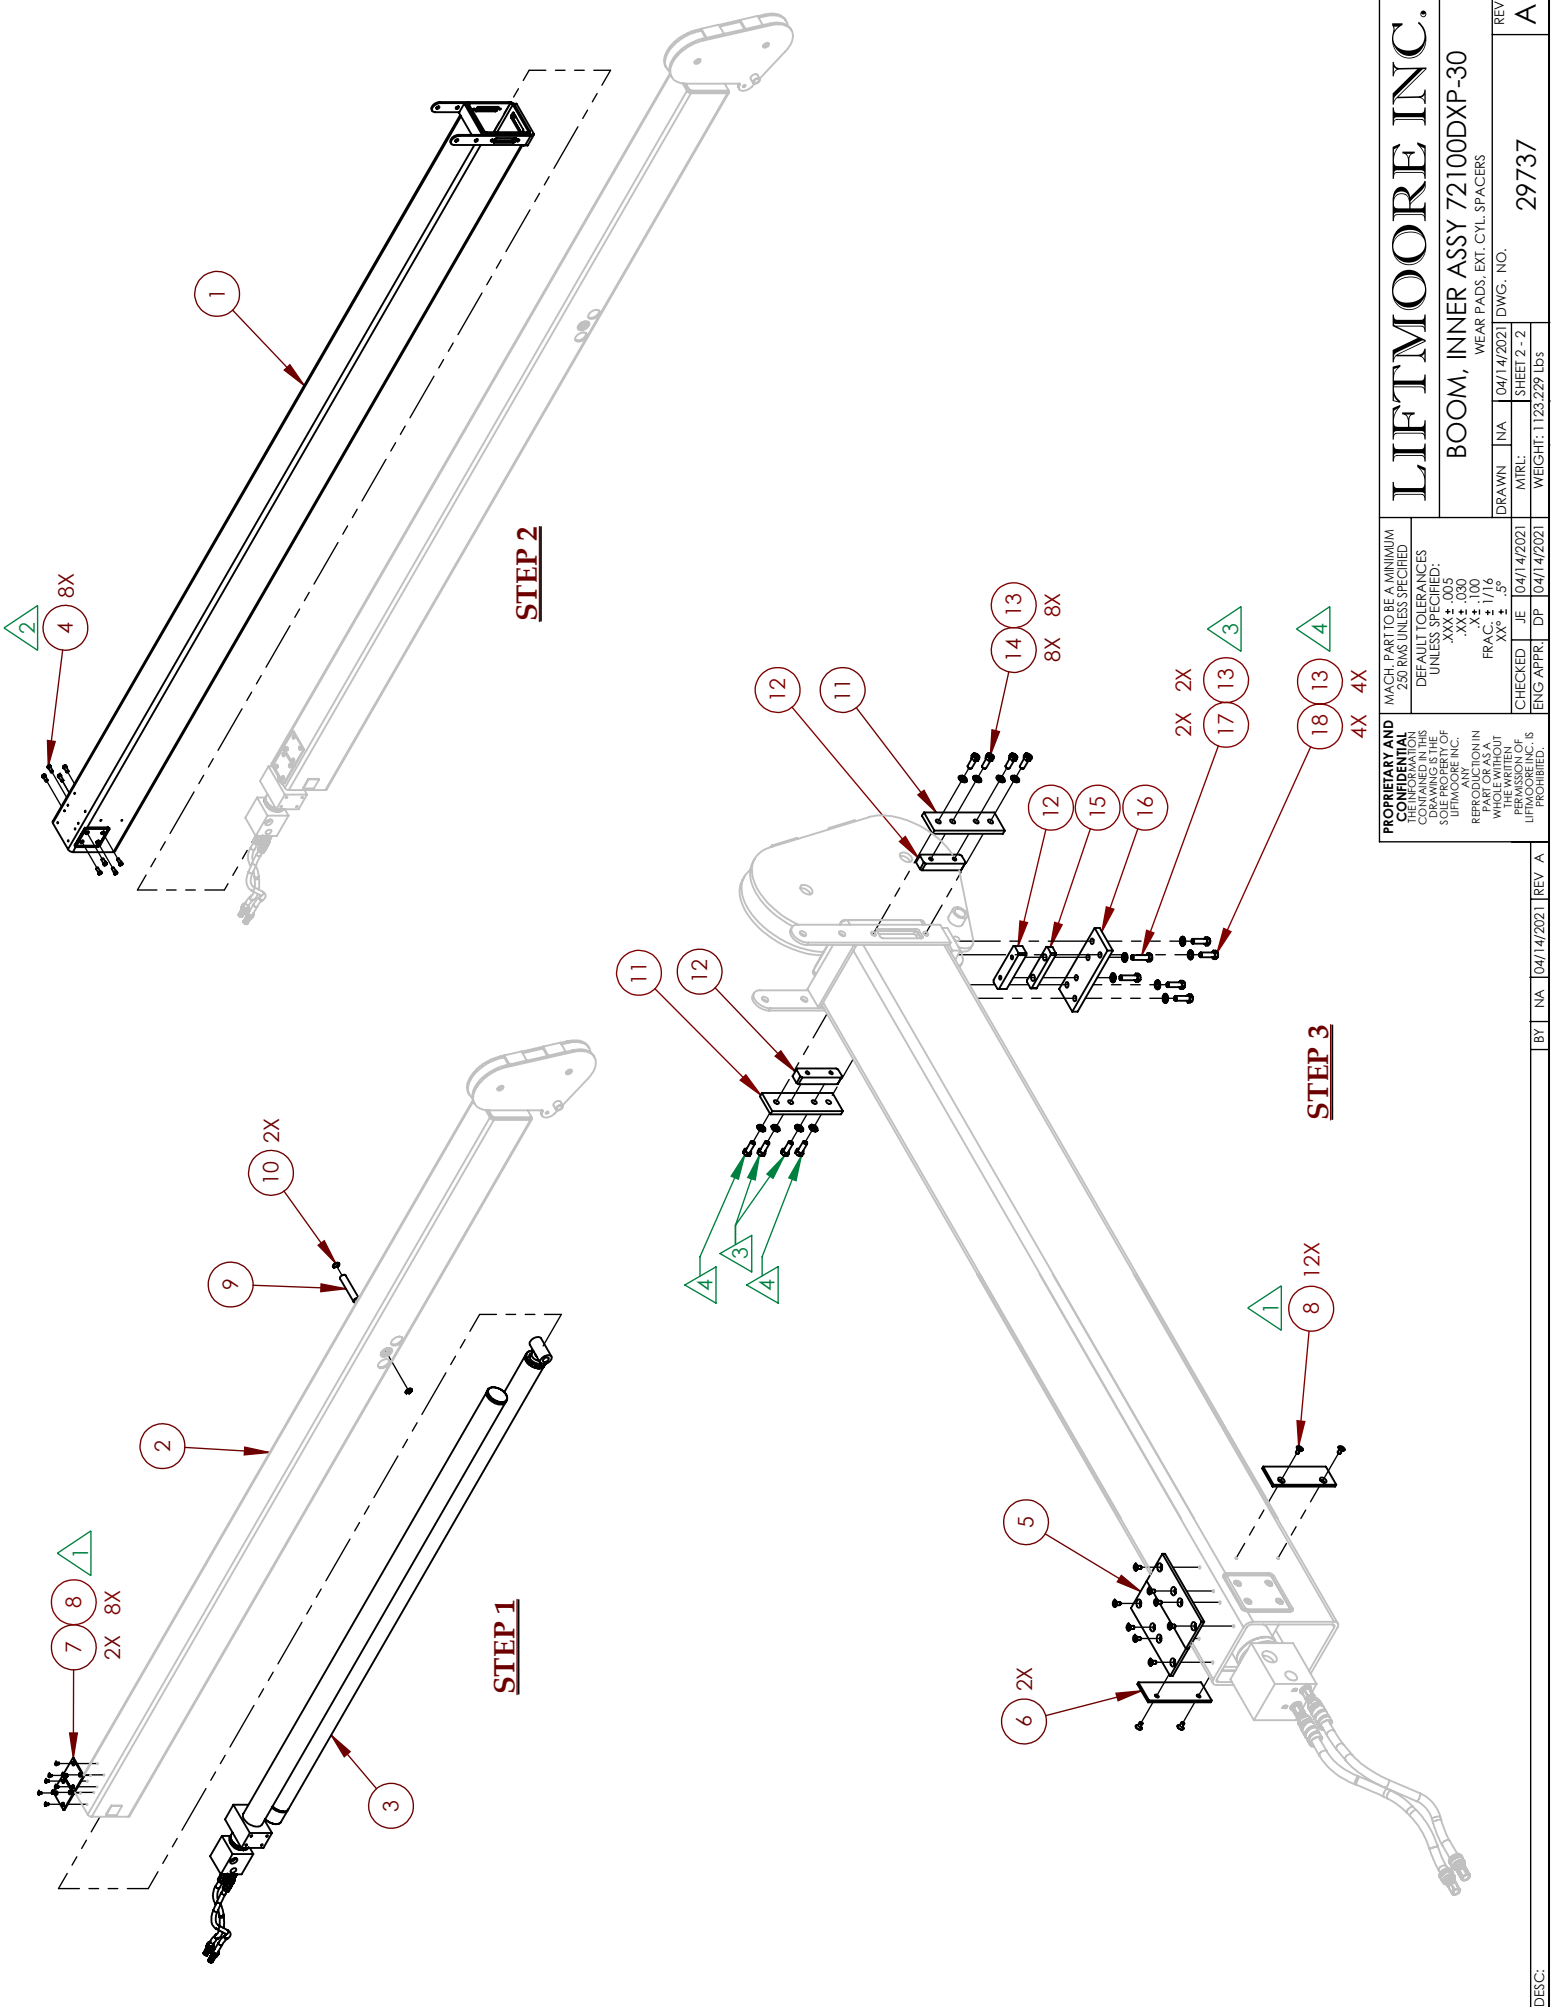 7
8
1
2X 8X
2
10 2X
9
3
STEP 1
2
4 8X
1
STEP 2
11
12
4
3
4
12
11
14 13
8X 8X
12
15
16
2X 2X
17 13
3
18 13
4
4X 4X
5
6 2X
1
8 12X
STEP 3
PROPRIETARY AND
CONFIDENTIAL
THE INFORMATION
CONTAINED IN THIS
DRAWING IS THE
SOLE PROPERTY OF
LIFTMOORE INC.
ANY
REPRODUCTION IN
PART OR AS A
WHOLE WITHOUT
THE WRITTEN
PERMISSION OF
LIFTMOORE INC. IS
PROHIBITED.
MACH. PART TO BE A MINIMUM
250 RMS UNLESS SPECIFIED
DEFAULT TOLERANCES
UNLESS SPECIFIED:
.XXX ± .005
.XX ± .030
.X ± .100
FRAC. ± 1/16
XX° ± .5°
CHECKED JE 04/14/2021
ENG APPR. DP 04/14/2021
LIFTMOORE INC.
BOOM, INNER ASSY 72100DXP-30
WEAR PADS, EXT. CYL. SPACERS
DRAWN NA 04/14/2021
MTRL: SHEET 2 - 2
WEIGHT: 1123.229 Lbs
DWG. NO.
29737
REV
A
DESC: BY NA 04/14/2021 REV A